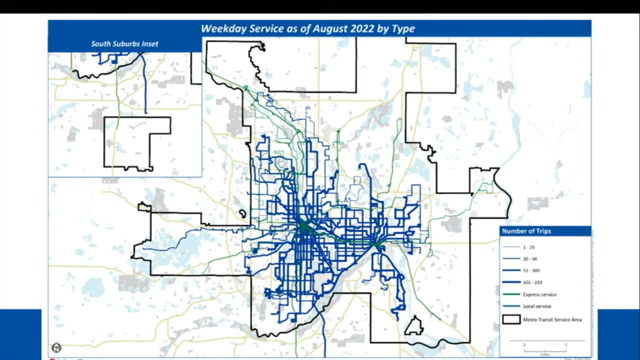 Weekday Service as of August 2022 by Type
South Suburbs Inset
Number of Trips
1 - 25
26 - 50
51 - 100
101 - 233
Express service
Local service
Metro Transit Service Area